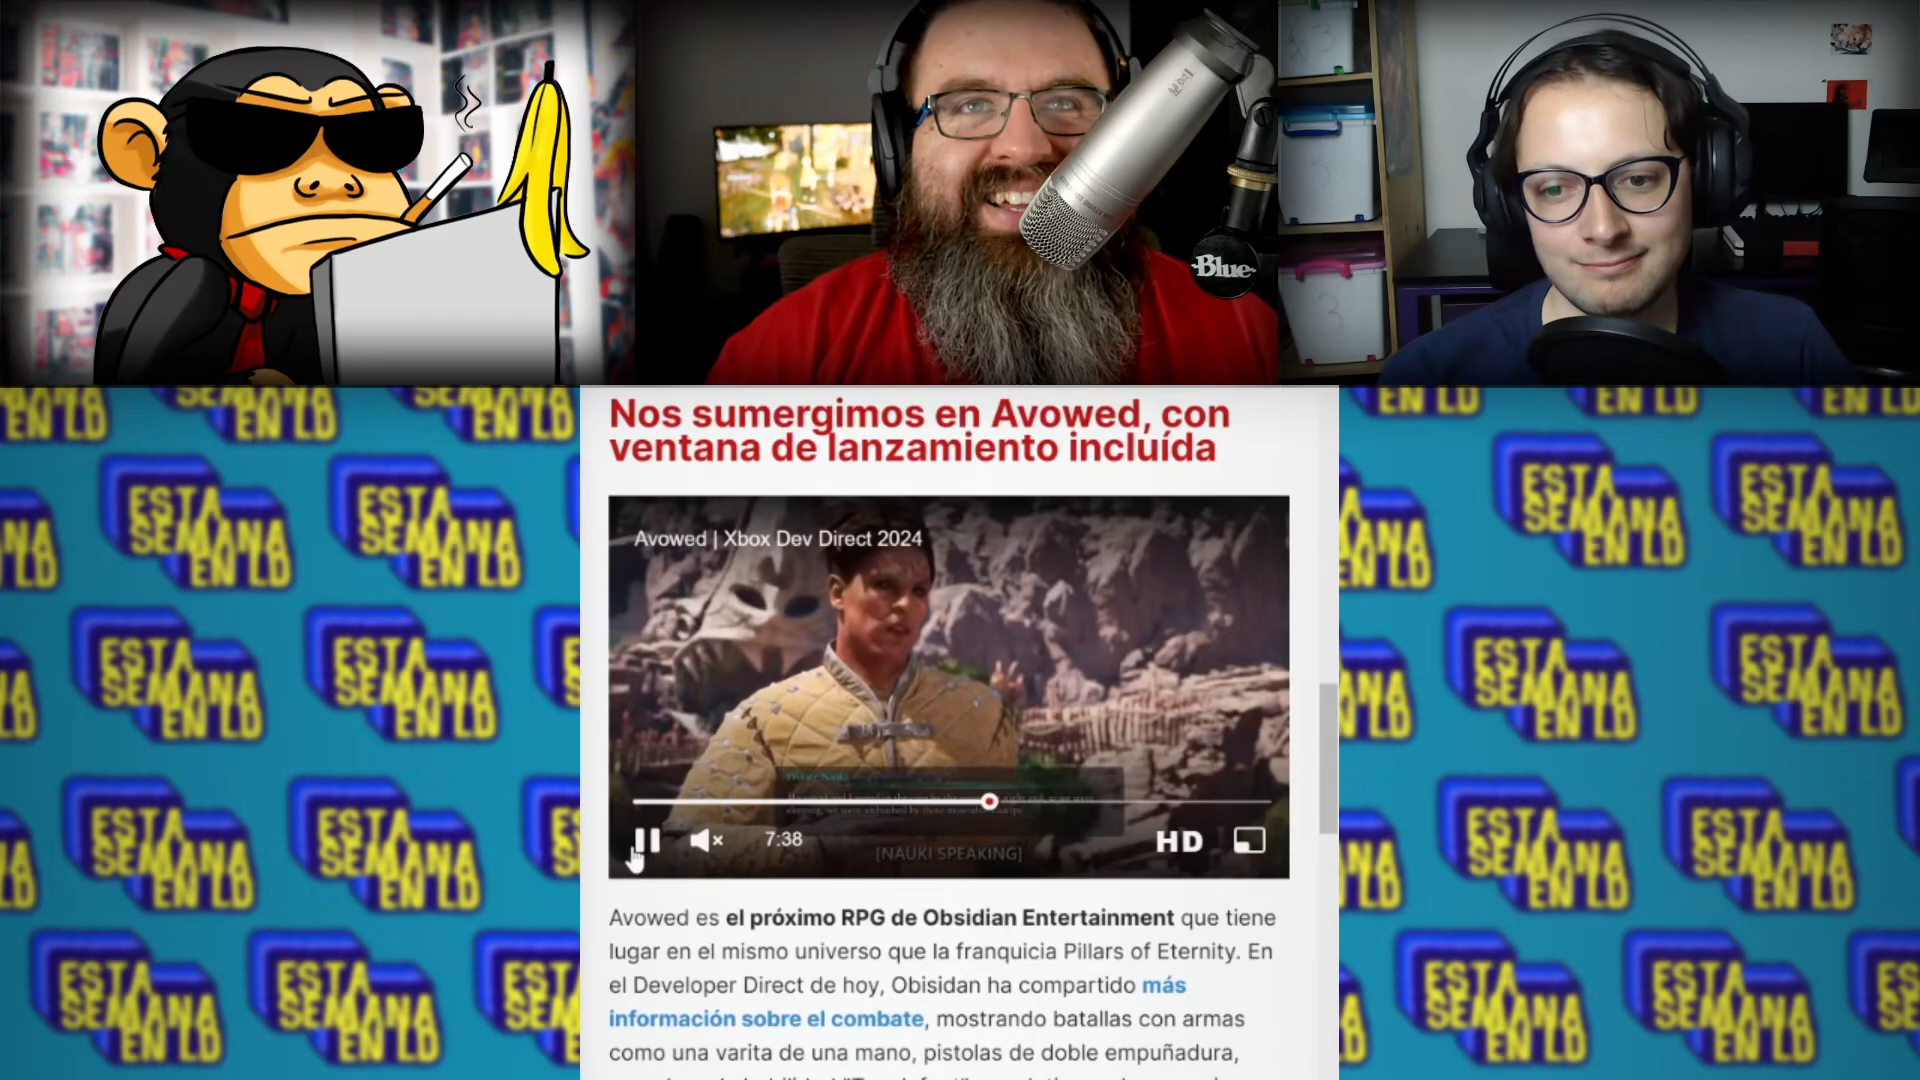 Blue
Nos sumergimos en Avowed, con
ventana de lanzamiento incluída
Avowed | Xbox Dev Direct 2024
Privec Nauki
7:38
HD
[NAUKI SPEAKING]
Avowed es el próximo RPG de Obsidian Entertainment que tiene
lugar en el mismo universo que la franquicia Pillars of Eternity. En
el Developer Direct de hoy, Obisidan ha compartido más
información sobre el combate, mostrando batallas con armas
como una varita de una mano, pistolas de doble empuñadura,
ESTA
SEMANA
EN LD